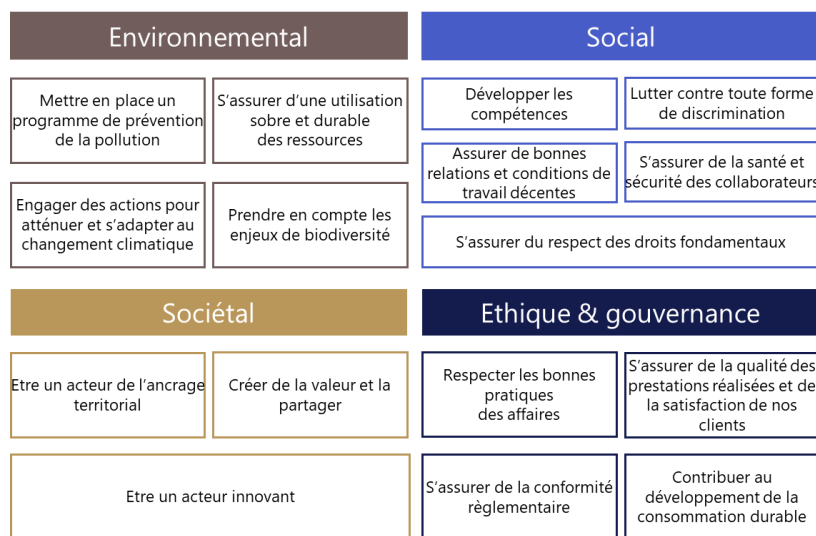 Environnemental
Mettre en place un
programme de prévention
de la pollution
S'assurer d'une utilisation
sobre et durable
des ressources
Engager des actions pour
atténuer et s'adapter au
changement climatique
Prendre en compte les
enjeux de biodiversité
Social
Développer les
compétences
Lutter contre toute forme
de discrimination
Assurer de bonnes
relations et conditions de
travail décentes
S'assurer de la santé et
sécurité des collaborateurs
S'assurer du respect des droits fondamentaux
Sociétal
Etre un acteur de l'ancrage
territorial
Créer de la valeur et la
partager
Etre un acteur innovant
Ethique & gouvernance
Respecter les bonnes
pratiques
des affaires
S'assurer de la qualité des
prestations réalisées et de
la satisfaction de nos
clients
S'assurer de la conformité
règlementaire
Contribuer au
développement de la
consommation durable